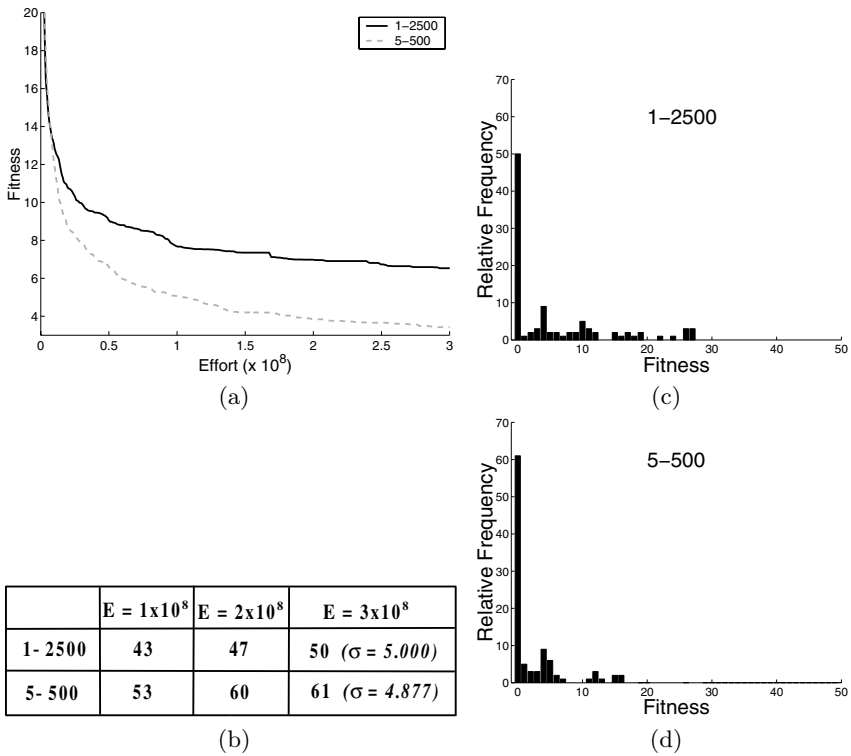 20
18
16
14
12
10
8
6
4
Fitness
0 0.5 1 1.5 2 2.5 3
Effort (x 10^8)
1−2500
5−500
(a)
70
60
50
40
30
20
10
0
Relative Frequency
1−2500
0 10 20 30 40 50
Fitness
(c)
E = 1x10^8 E = 2x10^8 E = 3x10^8
1- 2500 43 47 50 (σ = 5.000)
5- 500 53 60 61 (σ = 4.877)
(b)
70
60
50
40
30
20
10
0
Relative Frequency
5−500
0 10 20 30 40 50
Fitness
(d)